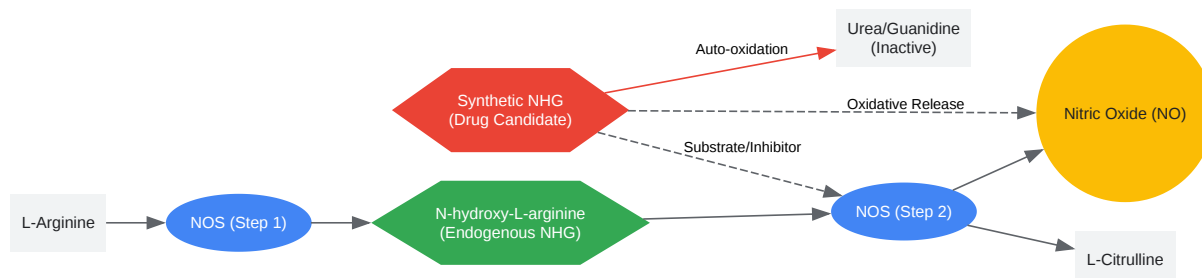 Urea/Guanidine
(Inactive)
Auto-oxidation
Synthetic NHG
(Drug Candidate)
Oxidative Release
Nitric Oxide (NO)
Substrate/Inhibitor
L-Arginine
NOS (Step 1)
N-hydroxy-L-arginine
(Endogenous NHG)
NOS (Step 2)
L-Citrulline